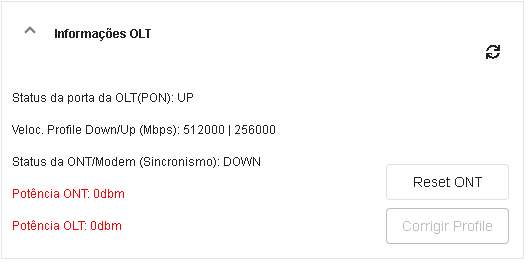 Informações OLT
Status da porta da OLT(PON): UP
Veloc. Profile Down/Up (Mbps): 512000 | 256000
Status da ONT/Modem (Sincronismo): DOWN
Potência ONT: 0dbm
Potência OLT: 0dbm
Reset ONT
Corrigir Profile